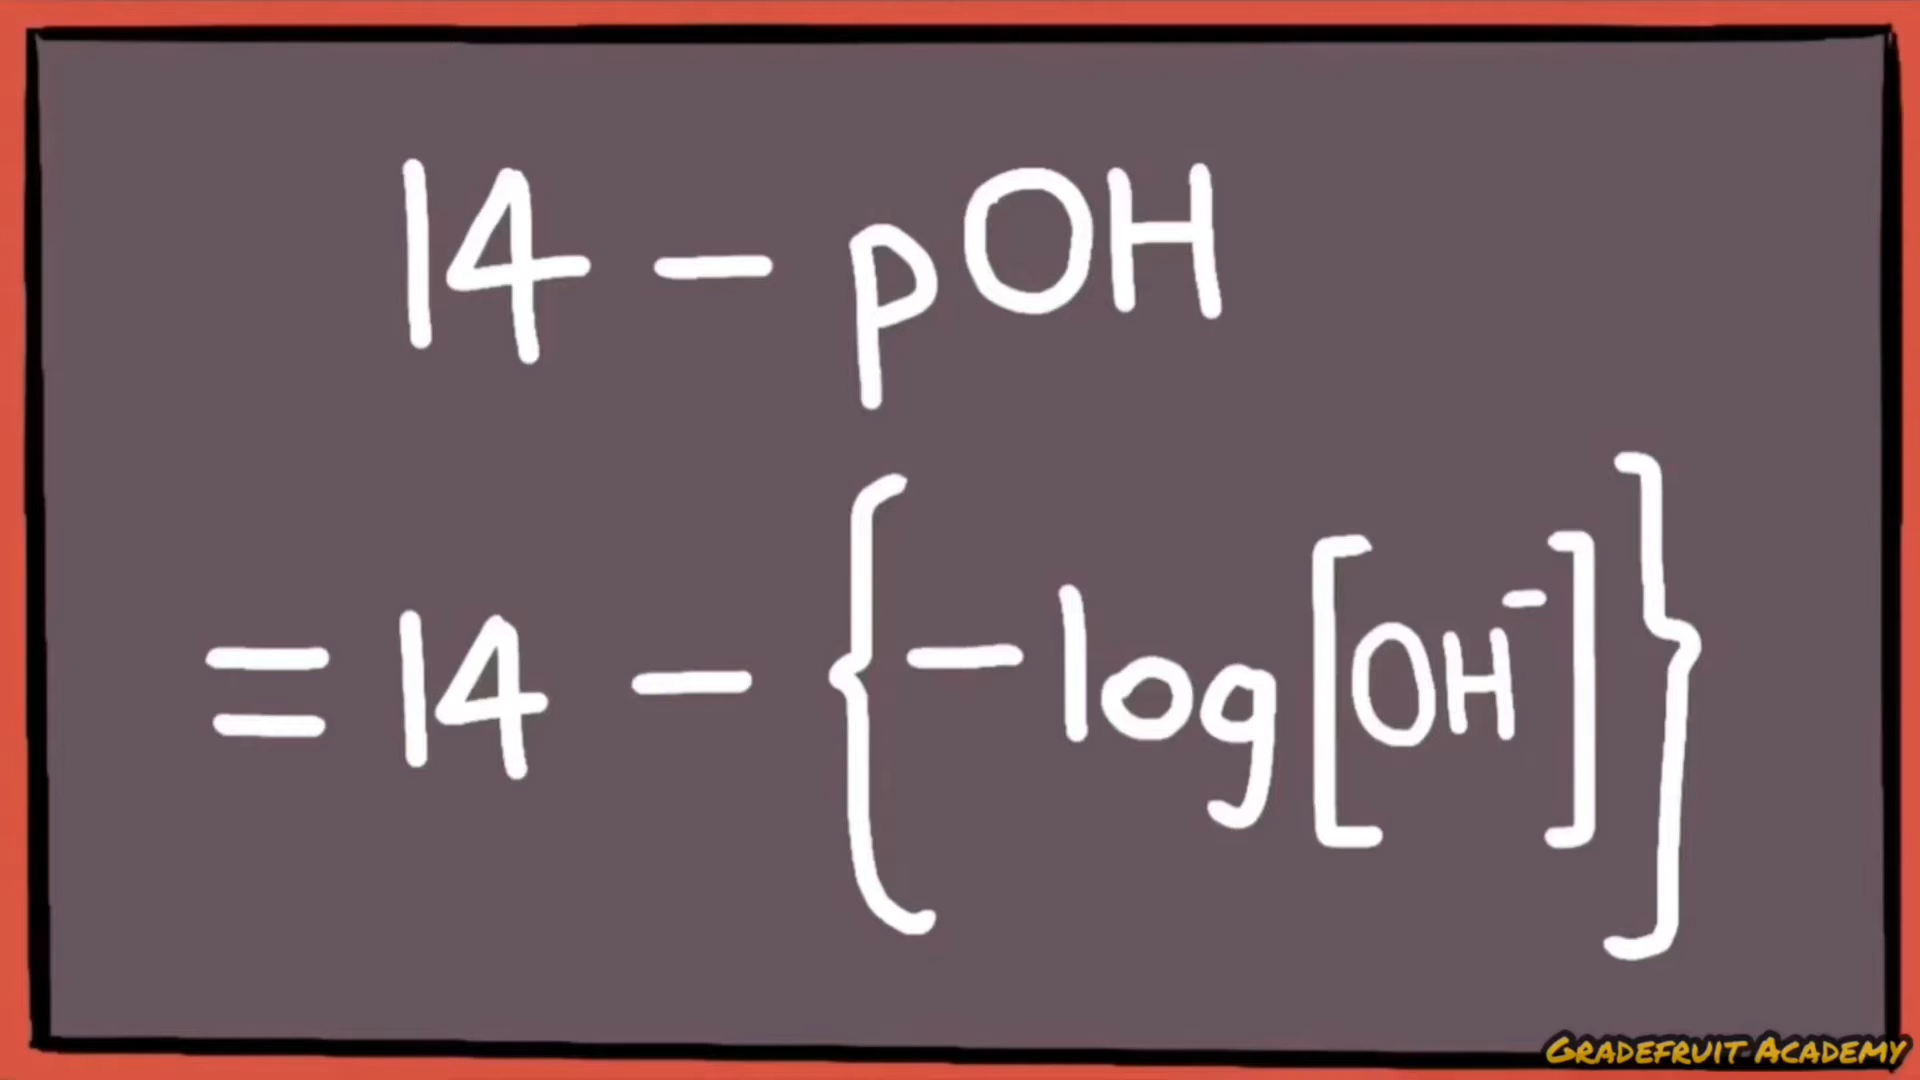 14 - pOH
= 14 - {-log[OH⁻]}
GRADEFRUIT ACADEMY